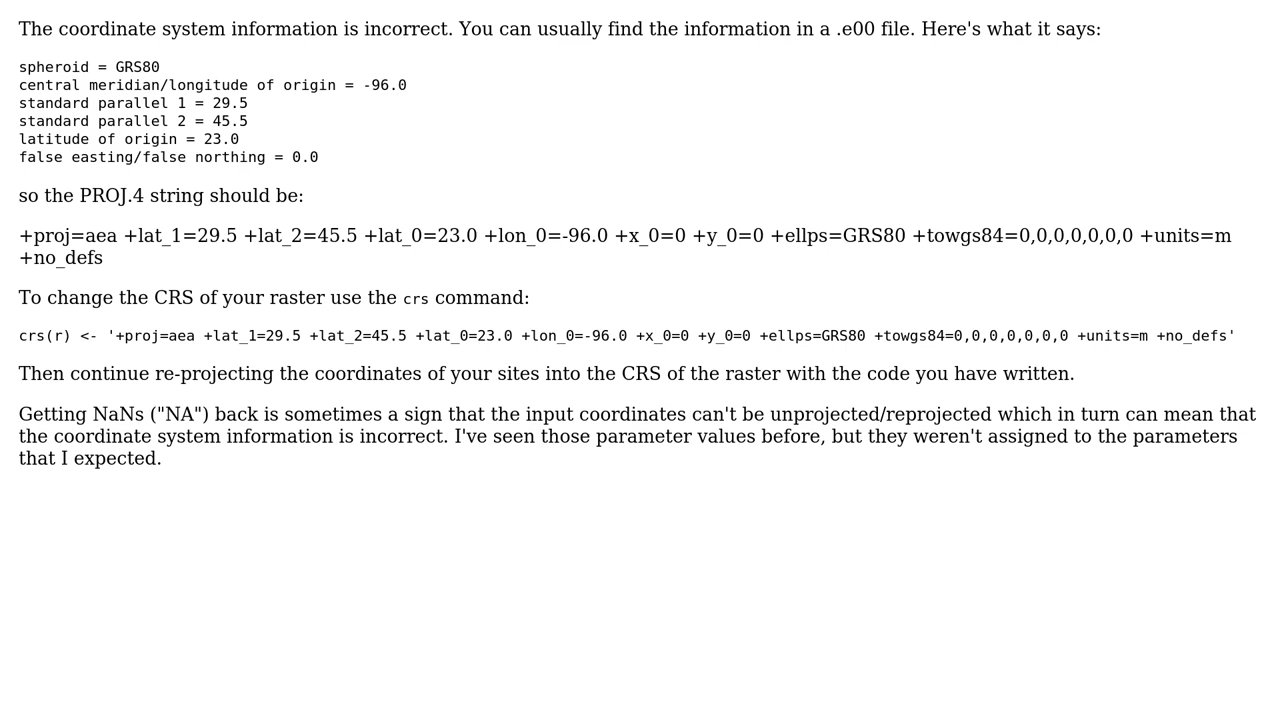 The coordinate system information is incorrect. You can usually find the information in a .e00 file. Here's what it says:
spheroid = GRS80
central meridian/longitude of origin = -96.0
standard parallel 1 = 29.5
standard parallel 2 = 45.5
latitude of origin = 23.0
false easting/false northing = 0.0
so the PROJ.4 string should be:
+proj=aea +lat_1=29.5 +lat_2=45.5 +lat_0=23.0 +lon_0=-96.0 +x_0=0 +y_0=0 +ellps=GRS80 +towgs84=0,0,0,0,0,0,0 +units=m
+no_defs
To change the CRS of your raster use the crs command:
crs(r) <- '+proj=aea +lat_1=29.5 +lat_2=45.5 +lat_0=23.0 +lon_0=-96.0 +x_0=0 +y_0=0 +ellps=GRS80 +towgs84=0,0,0,0,0,0,0 +units=m +no_defs'
Then continue re-projecting the coordinates of your sites into the CRS of the raster with the code you have written.
Getting NaNs ("NA") back is sometimes a sign that the input coordinates can't be unprojected/reprojected which in turn can mean that
the coordinate system information is incorrect. I've seen those parameter values before, but they weren't assigned to the parameters
that I expected.